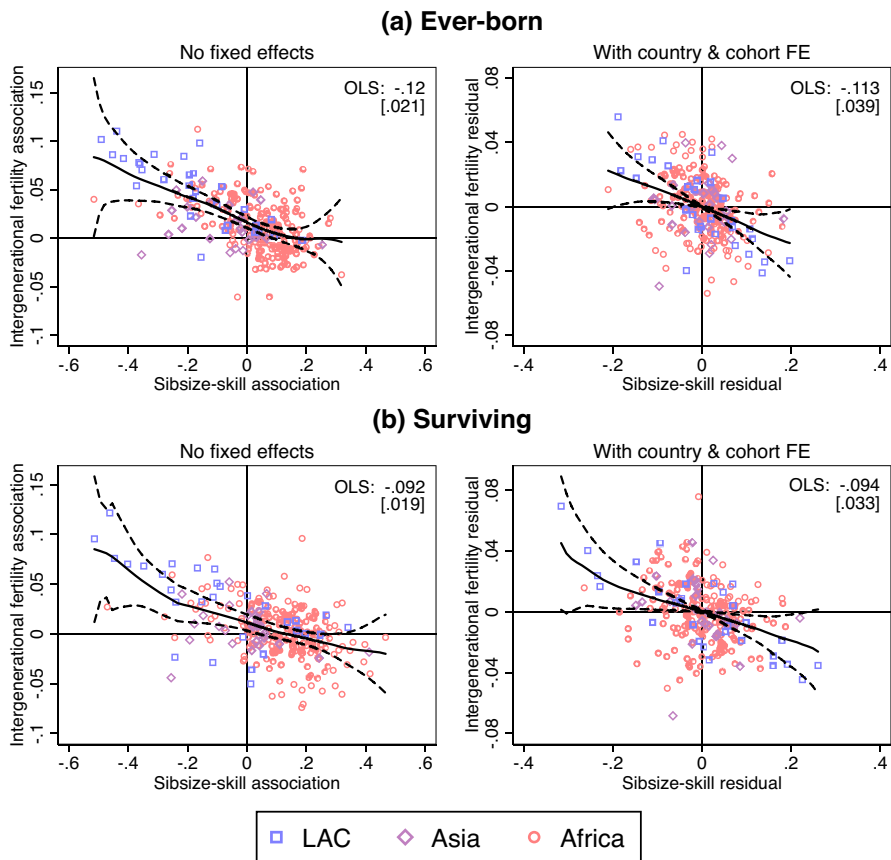 (a) Ever-born
No fixed effects
With country & cohort FE
OLS: -.12
[.021]
OLS: -.113
[.039]
Intergenerational fertility association
.15
.1
.05
0
-.05
-.1
-.6
-.4
-.2
0
.2
.4
.6
Sibsize-skill association
Intergenerational fertility residual
.08
.04
0
-.04
-.08
-.4
-.2
0
.2
.4
Sibsize-skill residual
(b) Surviving
No fixed effects
With country & cohort FE
OLS: -.092
[.019]
OLS: -.094
[.033]
Intergenerational fertility association
.15
.1
.05
0
-.05
-.1
-.6
-.4
-.2
0
.2
.4
.6
Sibsize-skill association
Intergenerational fertility residual
.08
.04
0
-.04
-.08
-.4
-.2
0
.2
.4
Sibsize-skill residual
LAC
Asia
Africa